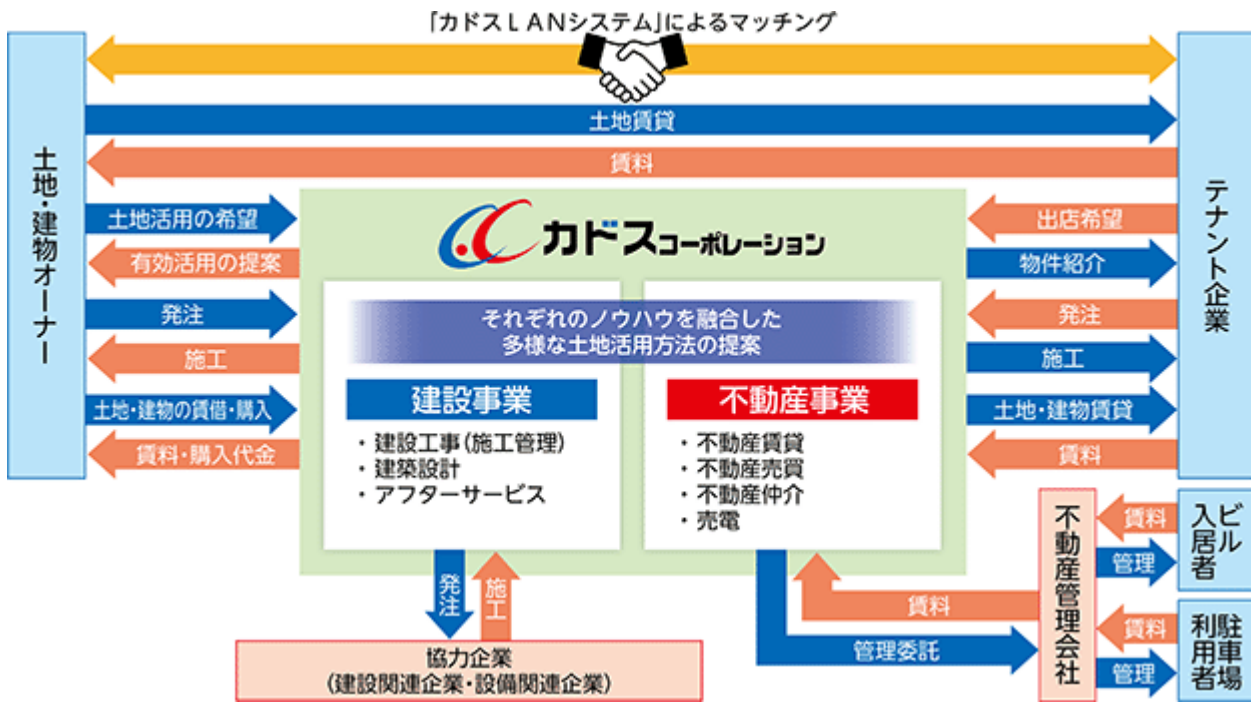 「カドスLANシステム」によるマッチング
土地賃貸
賃料
土地・建物オーナー
土地活用の希望
有効活用の提案
発注
施工
土地・建物の賃借・購入
賃料・購入代金
カドスコーポレーション
それぞれのノウハウを融合した
多様な土地活用方法の提案
建設事業
・建設工事(施工管理)
・建築設計
・アフターサービス
不動産事業
・不動産賃貸
・不動産売買
・不動産仲介
・売電
出店希望
物件紹介
発注
施工
土地・建物賃貸
賃料
テナント企業
発注
施工
協力企業
(建設関連企業・設備関連企業)
賃料
管理委託
不動産管理会社
賃料
管理
ビル
入居者
賃料
管理
駐車場
利用者